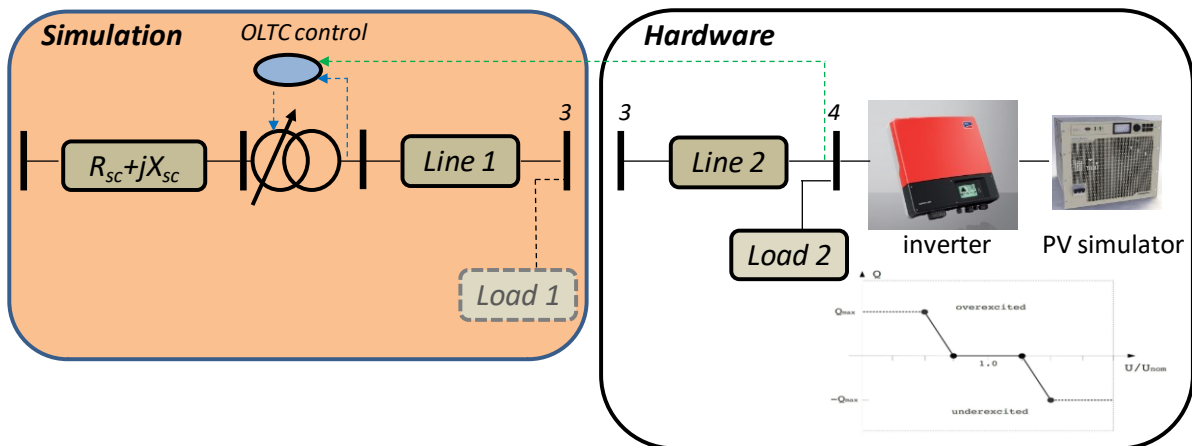 Simulation
OLTC control
Hardware
3
3
4
Rsc+jXsc
Line 1
Line 2
Load 1
Load 2
inverter
PV simulator
Q
Qmax
overexcited
1.0
U/Unom
-Qmax
underexcited